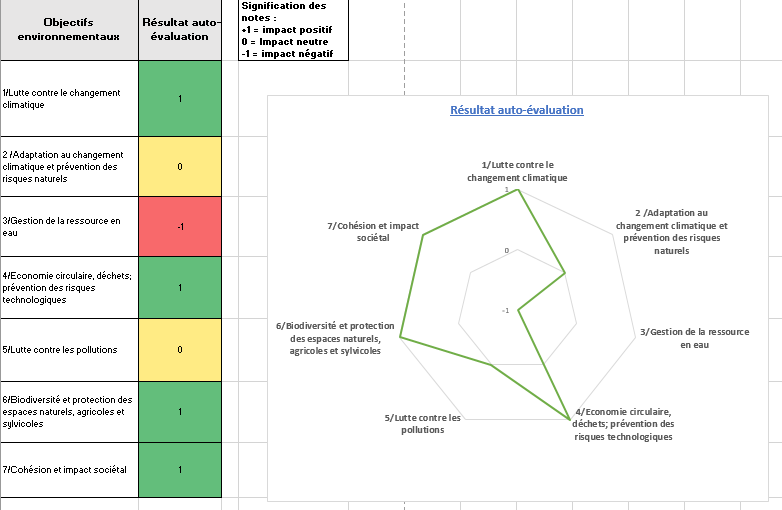 Objectifs
environnementaux
Résultat auto-
évaluation
1/Lutte contre le changement
climatique
1
2 /Adaptation au changement
climatique et prévention des
risques naturels
0
3/Gestion de la ressource en
eau
-1
4/Economie circulaire, déchets;
prévention des risques
technologiques
1
5/Lutte contre les pollutions
0
6/Biodiversité et protection des
espaces naturels, agricoles et
sylvicoles
1
7/Cohésion et impact sociétal
1
Signification des
notes :
+1 = impact positif
0 = Impact neutre
-1 = impact négatif
Résultat auto-évaluation
1/Lutte contre le
changement climatique
1
0
-1
2 /Adaptation au
changement climatique et
prévention des risques
naturels
3/Gestion de la ressource
en eau
4/Economie circulaire,
déchets; prévention des
risques technologiques
5/Lutte contre les
pollutions
6/Biodiversité et protection
des espaces naturels,
agricoles et sylvicoles
7/Cohésion et impact
sociétal